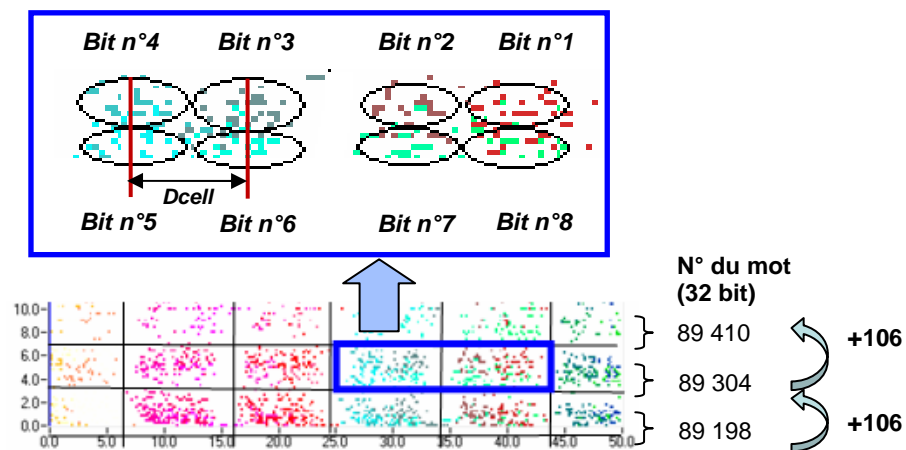 Bit n°4 Bit n°3 Bit n°2 Bit n°1
Dcell
Bit n°5 Bit n°6 Bit n°7 Bit n°8
N° du mot
(32 bit)
10.0
8.0
89 410
+106
6.0
4.0
89 304
2.0
0.0
89 198
+106
0.0 5.0 10.0 15.0 20.0 25.0 30.0 35.0 40.0 45.0 50.0